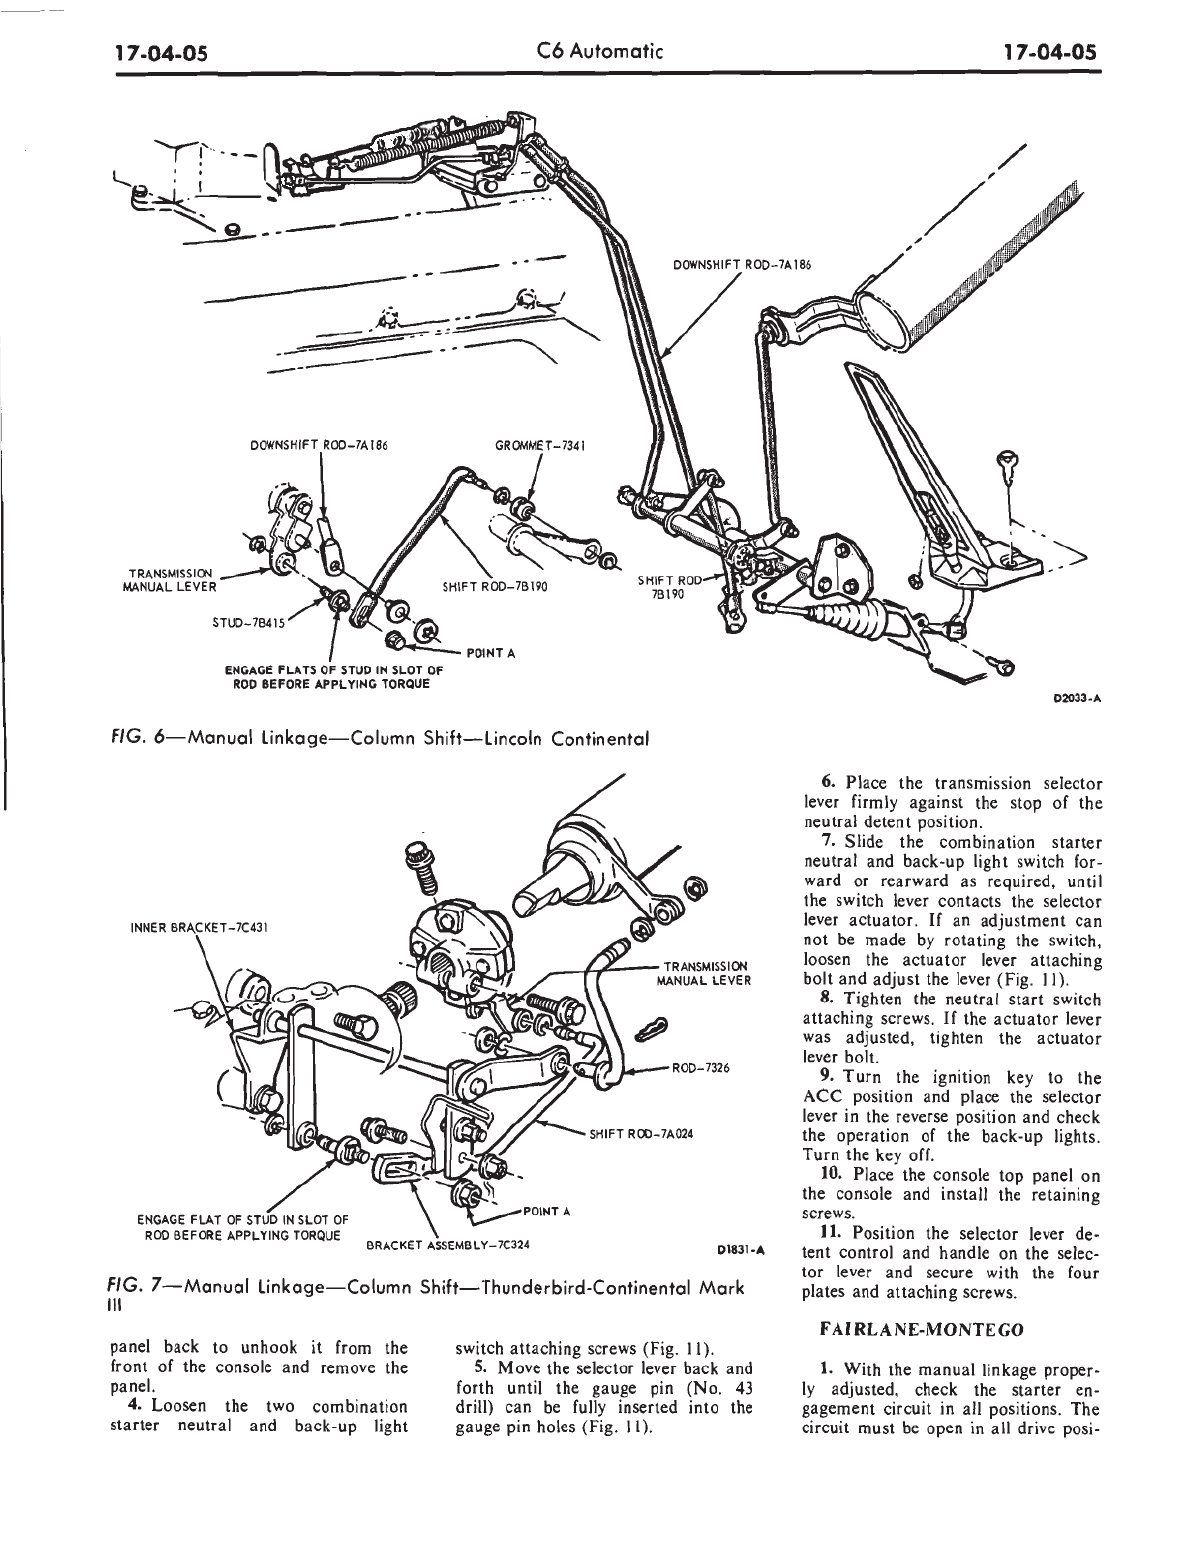 17-04-05
C6 Automatic
17-04-05
DOWNSHIFT ROD-7A186
DOWNSHIFT ROD-7A186
GROMMET-7341
TRANSMISSION
MANUAL LEVER
SHIFT ROD-7B190
SHIFT ROD
7B190
STUD-7B415
POINT A
ENGAGE FLATS OF STUD IN SLOT OF
ROD BEFORE APPLYING TORQUE
D2033-A
FIG. 6—Manual Linkage—Column Shift—Lincoln Continental
INNER BRACKET-7C431
TRANSMISSION
MANUAL LEVER
ROD-7326
SHIFT ROD-7A024
POINT A
ENGAGE FLAT OF STUD IN SLOT OF
ROD BEFORE APPLYING TORQUE
BRACKET ASSEMBLY-7C324
D1831-A
FIG. 7—Manual Linkage—Column Shift—Thunderbird-Continental Mark
III
panel back to unhook it from the
front of the console and remove the
panel.
4. Loosen the two combination
starter neutral and back-up light
switch attaching screws (Fig. 11).
5. Move the selector lever back and
forth until the gauge pin (No. 43
drill) can be fully inserted into the
gauge pin holes (Fig. 11).
6. Place the transmission selector
lever firmly against the stop of the
neutral detent position.
7. Slide the combination starter
neutral and back-up light switch for-
ward or rearward as required, until
the switch lever contacts the selector
lever actuator. If an adjustment can
not be made by rotating the switch,
loosen the actuator lever attaching
bolt and adjust the lever (Fig. 11).
8. Tighten the neutral start switch
attaching screws. If the actuator lever
was adjusted, tighten the actuator
lever bolt.
9. Turn the ignition key to the
ACC position and place the selector
lever in the reverse position and check
the operation of the back-up lights.
Turn the key off.
10. Place the console top panel on
the console and install the retaining
screws.
11. Position the selector lever de-
tent control and handle on the selec-
tor lever and secure with the four
plates and attaching screws.
FAIRLANE-MONTEGO
1. With the manual linkage proper-
ly adjusted, check the starter en-
gagement circuit in all positions. The
circuit must be open in all drive posi-